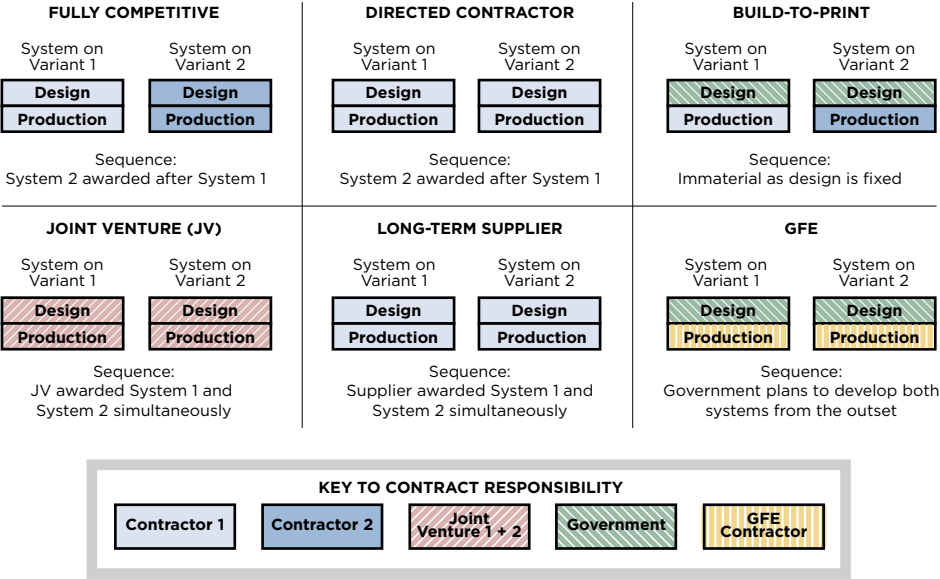 FULLY COMPETITIVE
System on
Variant 1
System on
Variant 2
Design
Production
Design
Production
Sequence:
System 2 awarded after System 1
DIRECTED CONTRACTOR
System on
Variant 1
System on
Variant 2
Design
Production
Design
Production
Sequence:
System 2 awarded after System 1
BUILD-TO-PRINT
System on
Variant 1
System on
Variant 2
Design
Production
Design
Production
Sequence:
Immaterial as design is fixed
JOINT VENTURE (JV)
System on
Variant 1
System on
Variant 2
Design
Production
Design
Production
Sequence:
JV awarded System 1 and
System 2 simultaneously
LONG-TERM SUPPLIER
System on
Variant 1
System on
Variant 2
Design
Production
Design
Production
Sequence:
Supplier awarded System 1 and
System 2 simultaneously
GFE
System on
Variant 1
System on
Variant 2
Design
Production
Design
Production
Sequence:
Government plans to develop both
systems from the outset
KEY TO CONTRACT RESPONSIBILITY
Contractor 1
Contractor 2
Joint
Venture 1 + 2
Government
GFE
Contractor